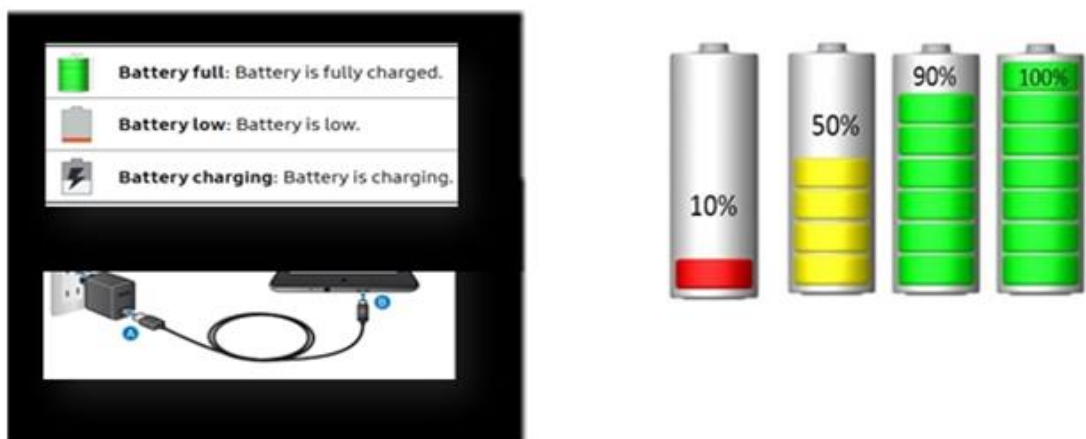 Battery full: Battery is fully charged.
Battery low: Battery is low.
Battery charging: Battery is charging.
A
B
10%
50%
90%
100%